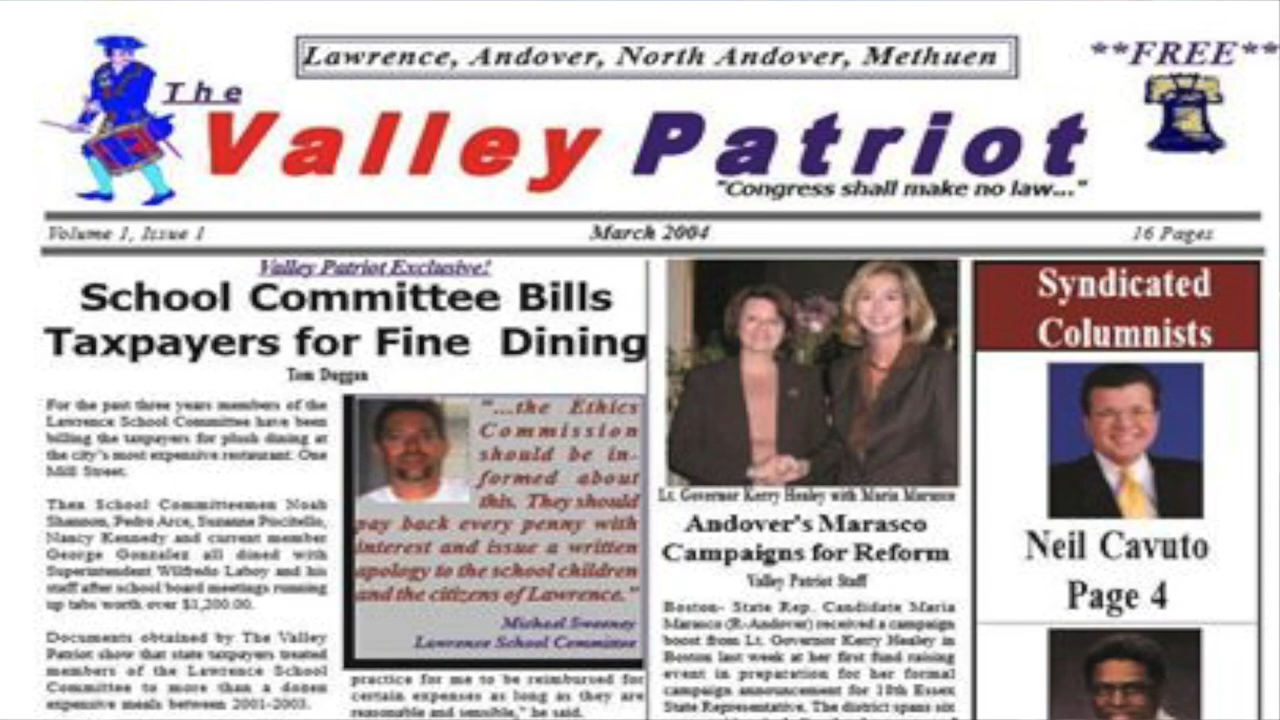 Lawrence, Andover, North Andover, Methuen
**FREE**
The
Valley Patriot
"Congress shall make no law..."
Volume 1, Issue 1
March 2004
16 Pages
Valley Patriot Exclusive!
School Committee Bills
Taxpayers for Fine Dining
Tom Duggan
For the past three years members of the
Lawrence School Committee have been
billing the taxpayers for plush dining at
the city's most expensive restaurant: One
Mill Street.
Then School Committeemen Noah
Shannon, Pedro Arce, Suzanne Piscitello,
Nancy Kennedy and current member
George Gonzalez all dined with
Superintendent Wilfredo Laboy and his
staff after school board meetings running
up tabs worth over $1,200.00.
Documents obtained by The Valley
Patriot show that state taxpayers treated
members of the Lawrence School
Committee to more than a dozen
expensive meals between 2001-2003.
"...the Ethics
Commission
should be in-
formed about
this. They should
pay back every penny with
interest and issue a written
apology to the school children
and the citizens of Lawrence."
Michael Sweeney
Lawrence School Committee
practice for me to be reimbursed for
certain expenses as long as they are
reasonable and sensible," he said.
Lt. Governor Kerry Healey with Maria Marasco
Andover's Marasco
Campaigns for Reform
Valley Patriot Staff
Boston- State Rep. Candidate Maria
Marasco (R-Andover) received a campaign
boost from Lt. Governor Kerry Healey in
Boston last week at her first fund raising
event in preparation for her formal
campaign announcement for 18th Essex
State Representative. The district spans six
Syndicated
Columnists
Neil Cavuto
Page 4